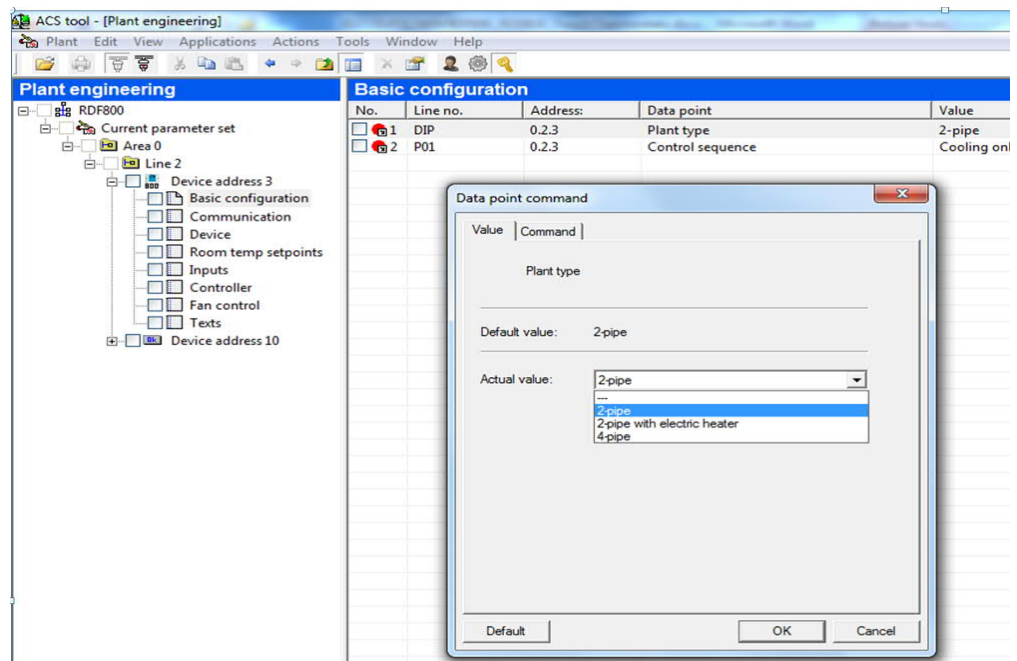 ACS tool - [Plant engineering]
Plant Edit View Applications Actions Tools Window Help
Plant engineering
RDF800
Current parameter set
Area 0
Line 2
Device address 3
Basic configuration
Communication
Device
Room temp setpoints
Inputs
Controller
Fan control
Texts
Device address 10
Basic configuration
No. Line no. Address: Data point Value
1 DIP 0.2.3 Plant type 2-pipe
2 P01 0.2.3 Control sequence Cooling onl
Data point command
Value Command
Plant type
Default value: 2-pipe
Actual value: 2-pipe
---
2-pipe
2-pipe with electric heater
4-pipe
Default OK Cancel